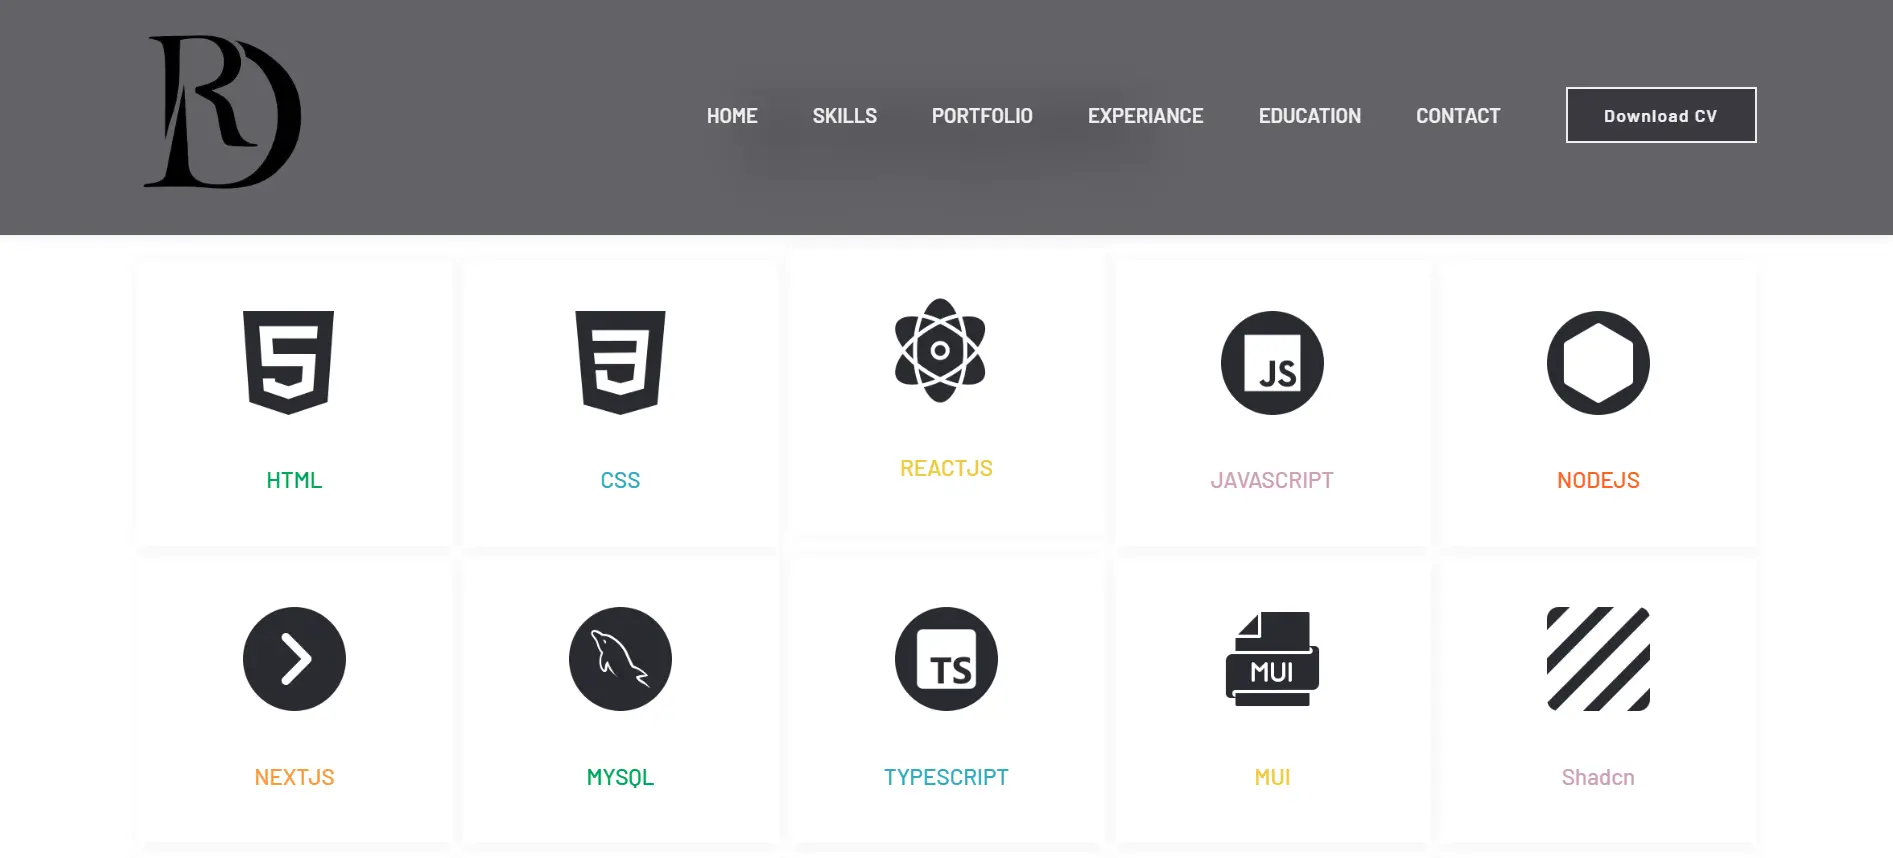 RD
HOME SKILLS PORTFOLIO EXPERIANCE EDUCATION CONTACT Download CV
5 3 JS
HTML CSS REACTJS JAVASCRIPT NODEJS
TS MUI
NEXTJS MYSQL TYPESCRIPT MUI Shadcn